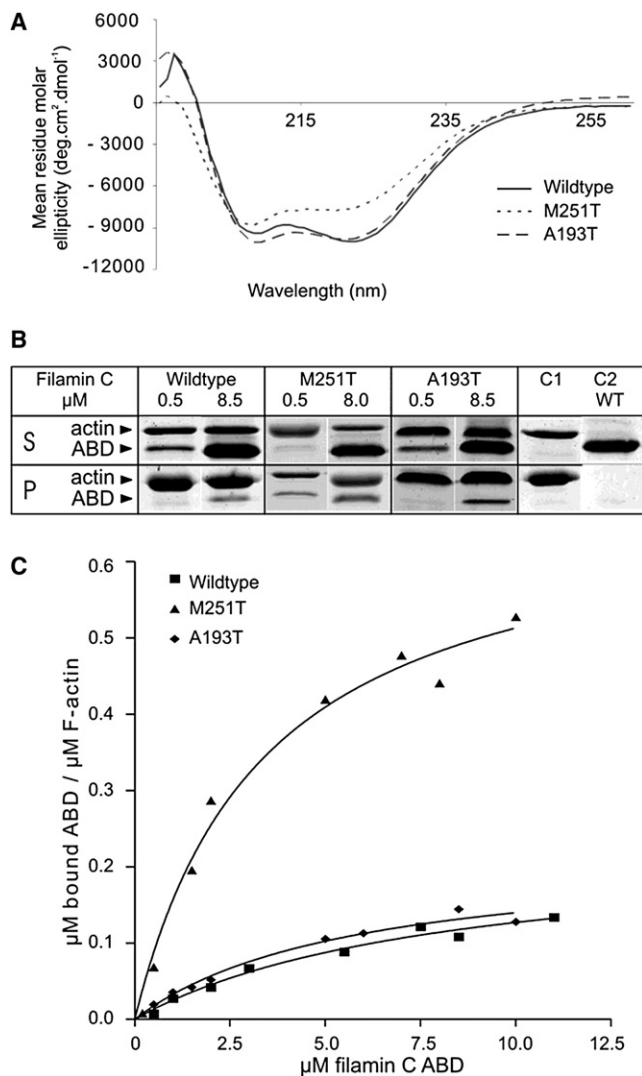 A
6000
3000
0
- 3000
- 6000
- 9000
- 12000
Mean residue molar
ellipticity (deg.cm².dmol⁻¹)
215 235 255
Wildtype
M251T
A193T
Wavelength (nm)
B
Filamin C Wildtype M251T A193T C1 C2
µM 0.5 8.5 0.5 8.0 0.5 8.5 WT
S actin
ABD
P actin
ABD
C
0.6
0.5
0.4
0.3
0.2
0.1
0.0
µM bound ABD / µM F-actin
Wildtype
M251T
A193T
0.0 2.5 5.0 7.5 10.0 12.5
µM filamin C ABD